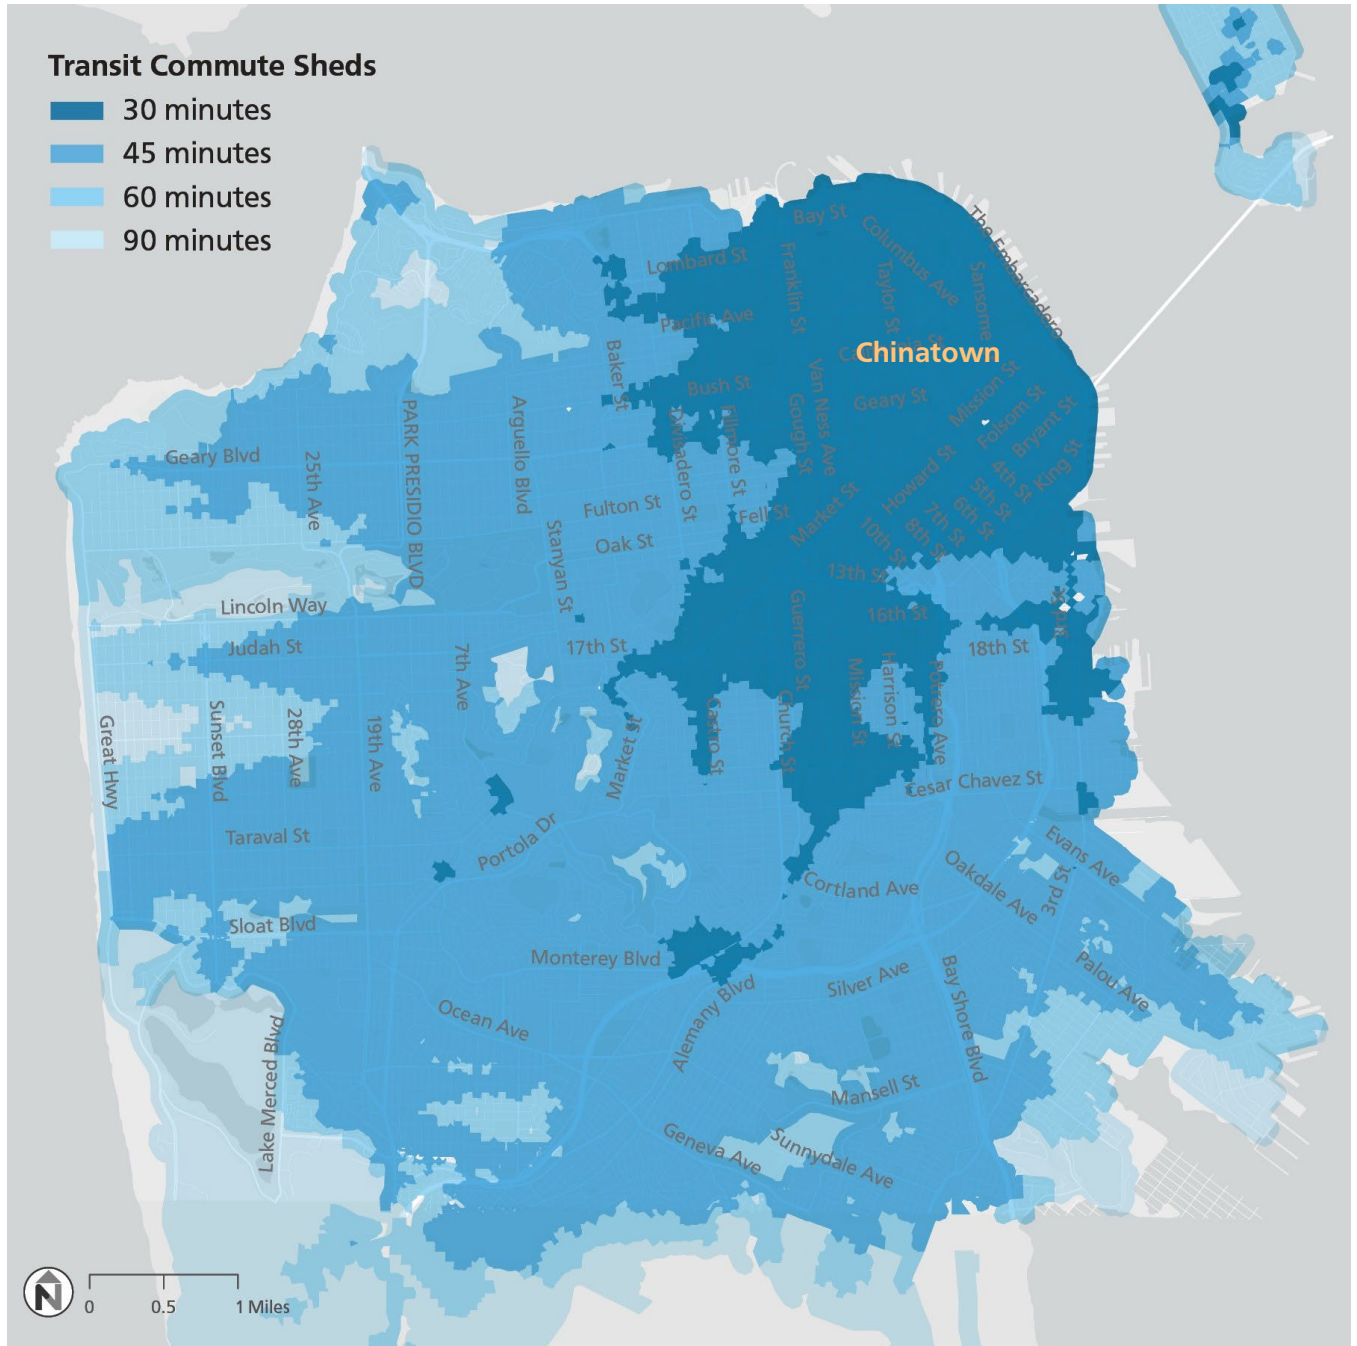 Transit Commute Sheds
30 minutes
45 minutes
60 minutes
90 minutes
The Embarcadero
Bay St
Columbus Ave
Lombard St
Franklin St
Taylor St
Sansome
Pacific Ave
Chinatown
Baker St
Bush St
Van Ness Ave
Geary St
Mission St
Folsom St
Bryant St
Gough St
Fillmore St
Divisadero St
PARK PRESIDIO BLVD
Arguello Blvd
Geary Blvd
25th Ave
Howard St
4th St
King St
5th St
6th St
7th St
8th St
10th St
Market St
Fulton St
Fell St
Oak St
Stanyan St
13th St
Lincoln Way
Guerrero St
16th St
Judah St
17th St
18th St
7th Ave
Mission St
Harrison St
Potrero Ave
Great Hwy
Sunset Blvd
28th Ave
19th Ave
Market St
Castro St
Church St
Cesar Chavez St
Taraval St
Portola Dr
Evans Ave
Cortland Ave
Oakdale Ave
3rd St
Sloat Blvd
Monterey Blvd
Silver Ave
Bay Shore Blvd
Palou Ave
Ocean Ave
Alemany Blvd
Lake Merced Blvd
Mansell St
Geneva Ave
Sunnydale Ave
N
0 0.5 1 Miles